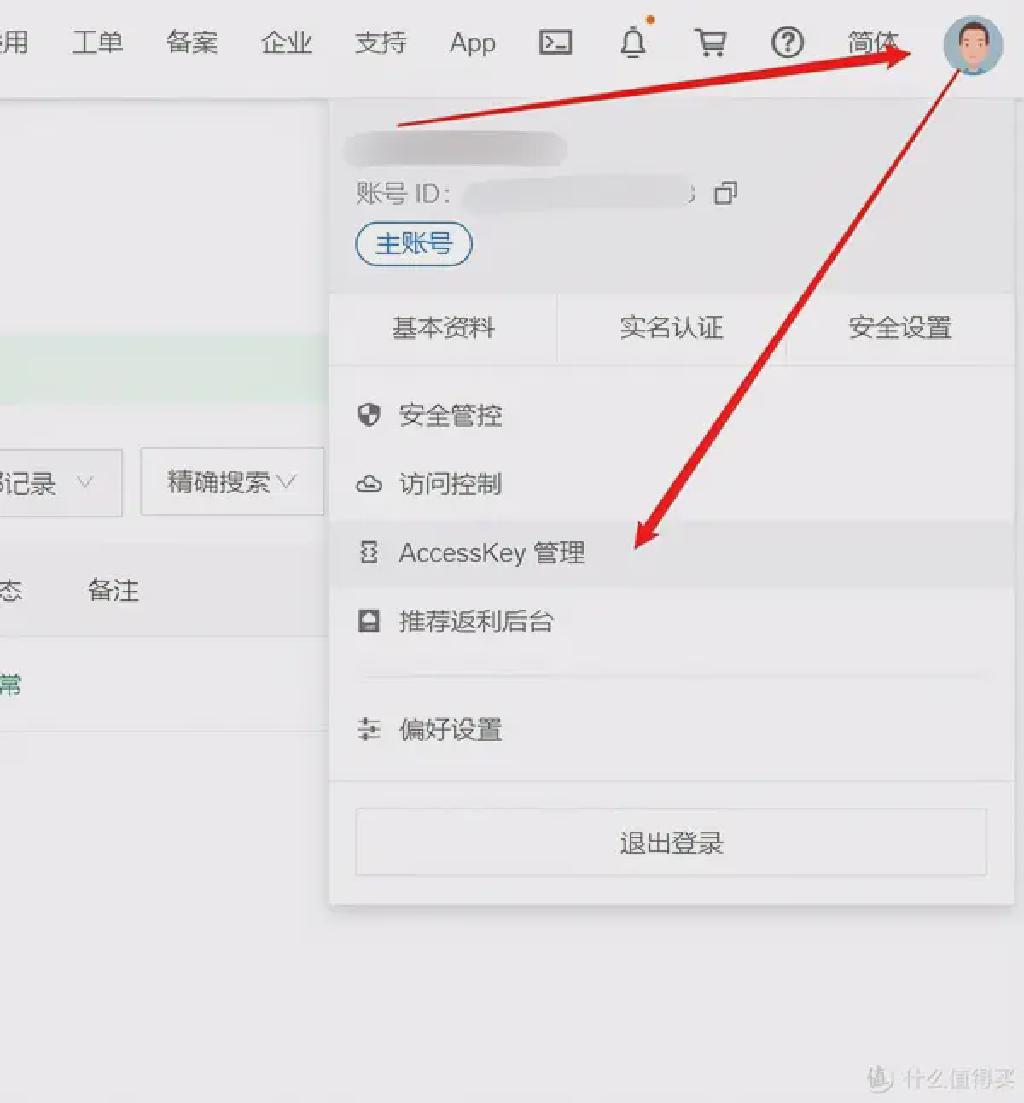 用 工单 备案 企业 支持 App 简体
账号 ID：
主账号
基本资料 实名认证 安全设置
安全管控
访问控制
记录 精确搜索
AccessKey 管理
态 备注
推荐返利后台
常
偏好设置
退出登录
值 什么值得买